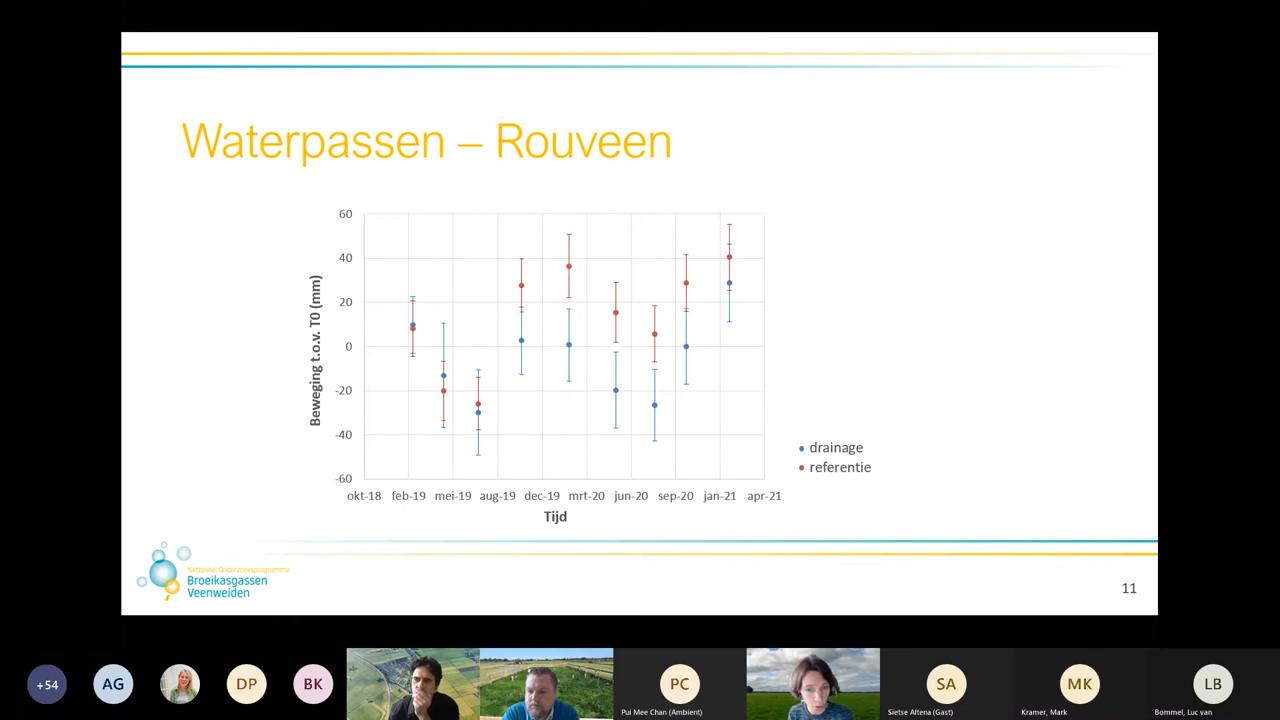 Waterpassen – Rouveen
60
40
20
0
-20
-40
-60
Beweging t.o.v. T0 (mm)
okt-18 feb-19 mei-19 aug-19 dec-19 mrt-20 jun-20 sep-20 jan-21 apr-21
Tijd
drainage
referentie
Nationaal Onderzoeksprogramma
Broeikasgassen
Veenweiden
11
+54 AG DP BK PC SA MK LB
Pui Mee Chan (Ambient) Sietse Altena (Gast) Kramer, Mark Bommel, Luc van